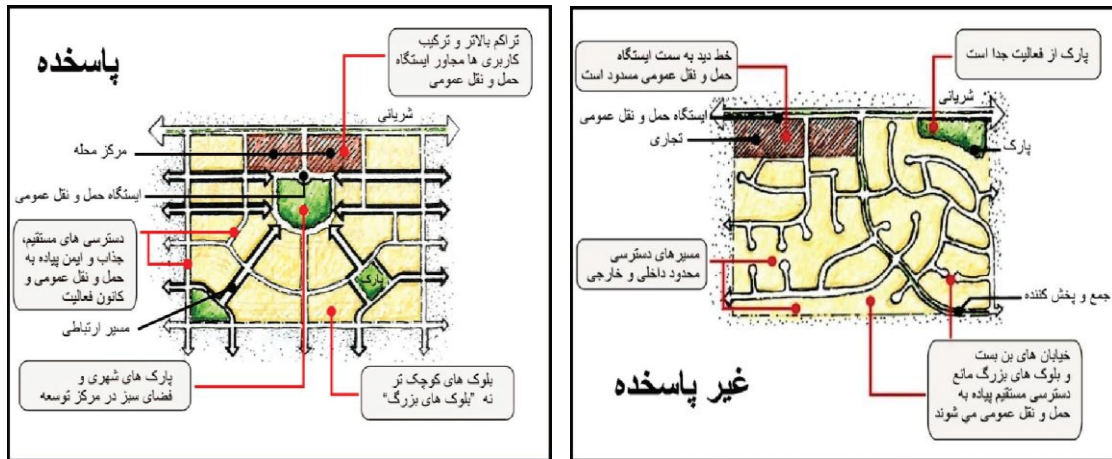 پاسخده
تراکم بالاتر و ترکیب
کاربری ها مجاور ایستگاه
حمل و نقل عمومی
شریانی
مرکز محله
ایستگاه حمل و نقل عمومی
دسترسی های مستقیم،
جذاب و ایمن پیاده به
حمل و نقل عمومی و
کانون فعالیت
پارک
مسیر ارتباطی
پارک های شهری و
فضای سبز در مرکز توسعه
بلوک های کوچک تر
نه "بلوک های بزرگ"
خط دید به سمت ایستگاه
حمل و نقل عمومی مسدود است
پارک از فعالیت جدا است
شریانی
ایستگاه حمل و نقل عمومی
تجاری
پارک
مسیرهای دسترسی
محدود داخلی و خارجی
جمع و پخش کننده
خیابان های بن بست
و بلوک های بزرگ مانع
دسترسی مستقیم پیاده به
حمل و نقل عمومی می شوند
غیر پاسخده